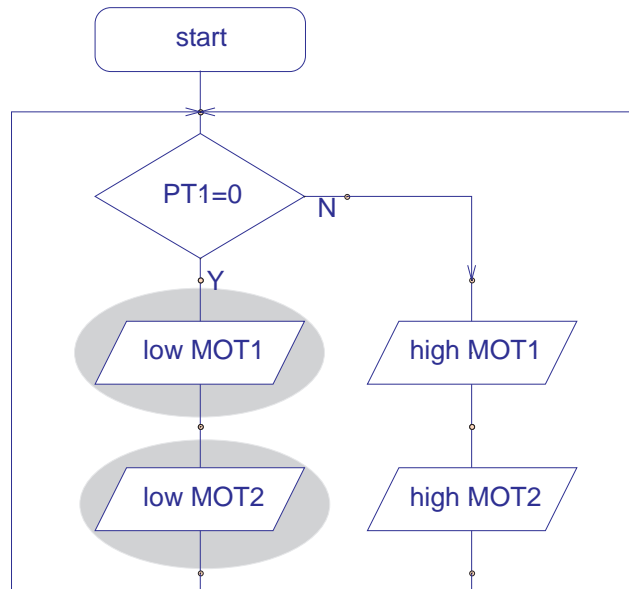 start
PT1=0
N
Y
low MOT1
high MOT1
low MOT2
high MOT2